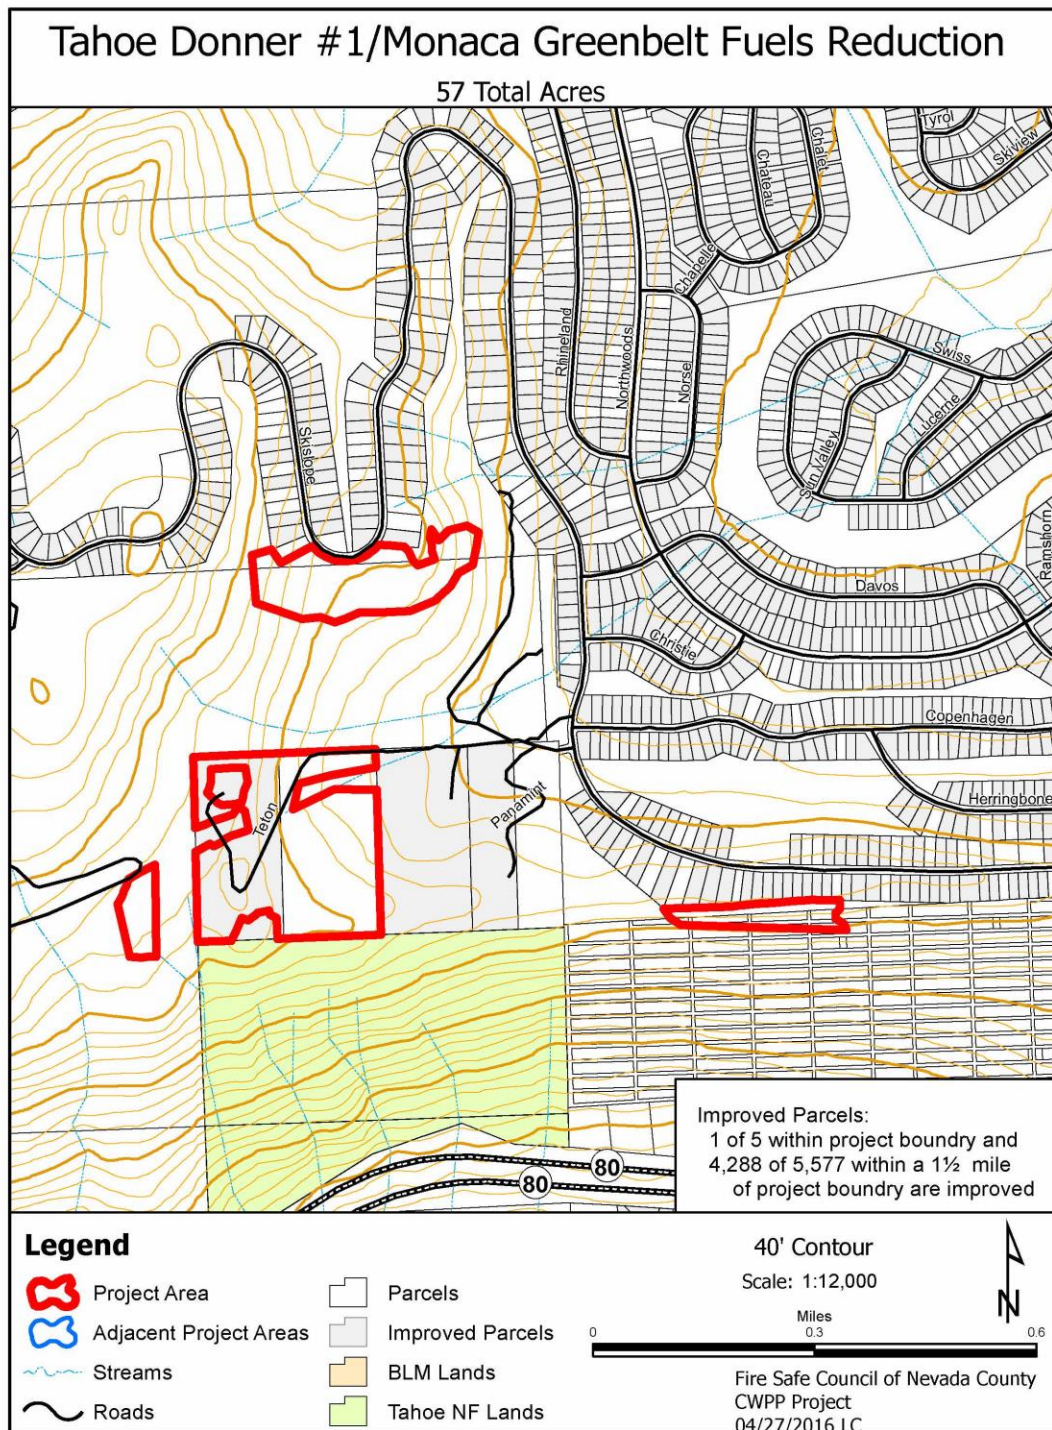 Tahoe Donner #1/Monaca Greenbelt Fuels Reduction
57 Total Acres
Tyrol
Skiview
Chalet
Chateau
Chapelle
Rhineland
Northwoods
Norse
Swiss
Lucerne
Sun Valley
Skislope
Ramshorn
Davos
Christie
Copenhagen
Herringbone
Panamint
Teton
Improved Parcels:
1 of 5 within project boundry and
4,288 of 5,577 within a 1½ mile
of project boundry are improved
80
80
Legend
Project Area
Adjacent Project Areas
Streams
Roads
Parcels
Improved Parcels
BLM Lands
Tahoe NF Lands
40' Contour
Scale: 1:12,000
N
Miles
0 0.3 0.6
Fire Safe Council of Nevada County
CWPP Project
04/27/2016 LC